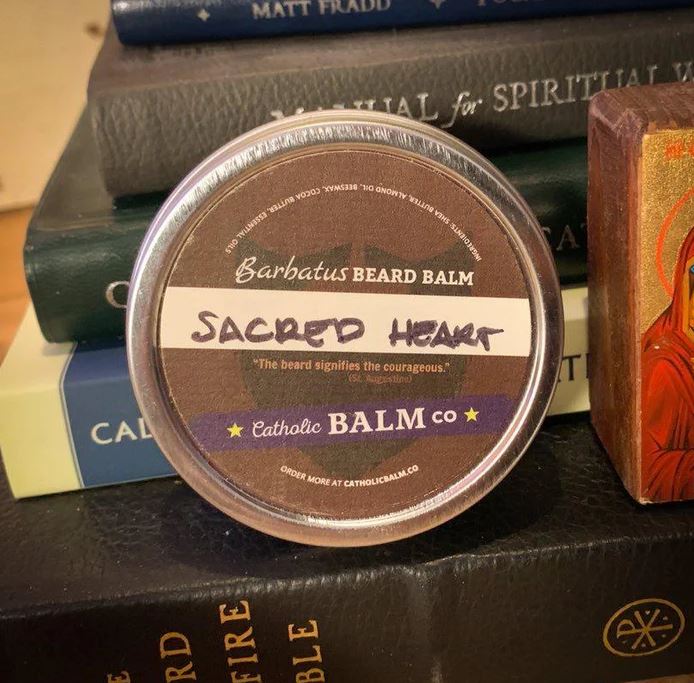 MATT FRADD
MANUAL for SPIRITUAL
INGREDIENTS: SHEA BUTTER, ALMOND OIL, BEESWAX, COCOA BUTTER, ESSENTIAL OILS
Barbatus BEARD BALM
SACRED HEART
"The beard signifies the courageous."
(St. Augustine)
★ Catholic BALM CO ★
ORDER MORE AT CATHOLICBALM.CO
CAL
RD
FIRE
BLE